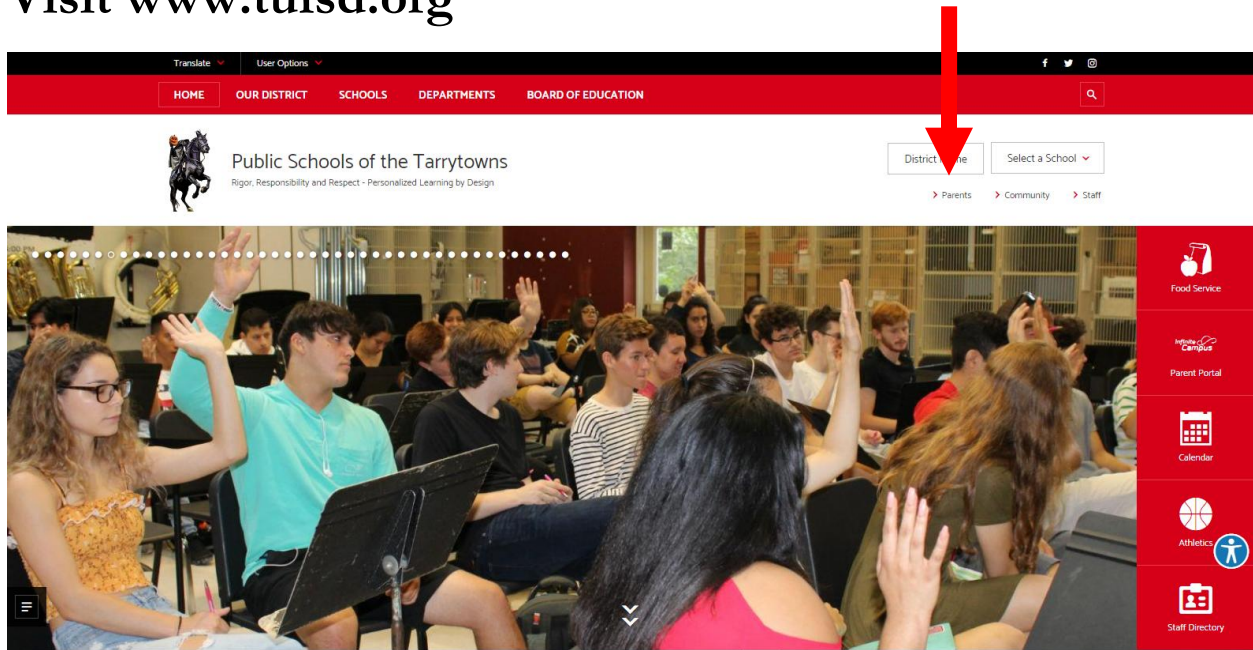 Visit www.tufsd.org
Translate User Options
HOME OUR DISTRICT SCHOOLS DEPARTMENTS BOARD OF EDUCATION
Public Schools of the Tarrytowns
Rigor, Responsibility and Respect - Personalized Learning by Design
District Select a School
Parents Community Staff
Food Service
Infinite Campus
Parent Portal
Calendar
Athletics
Staff Directory